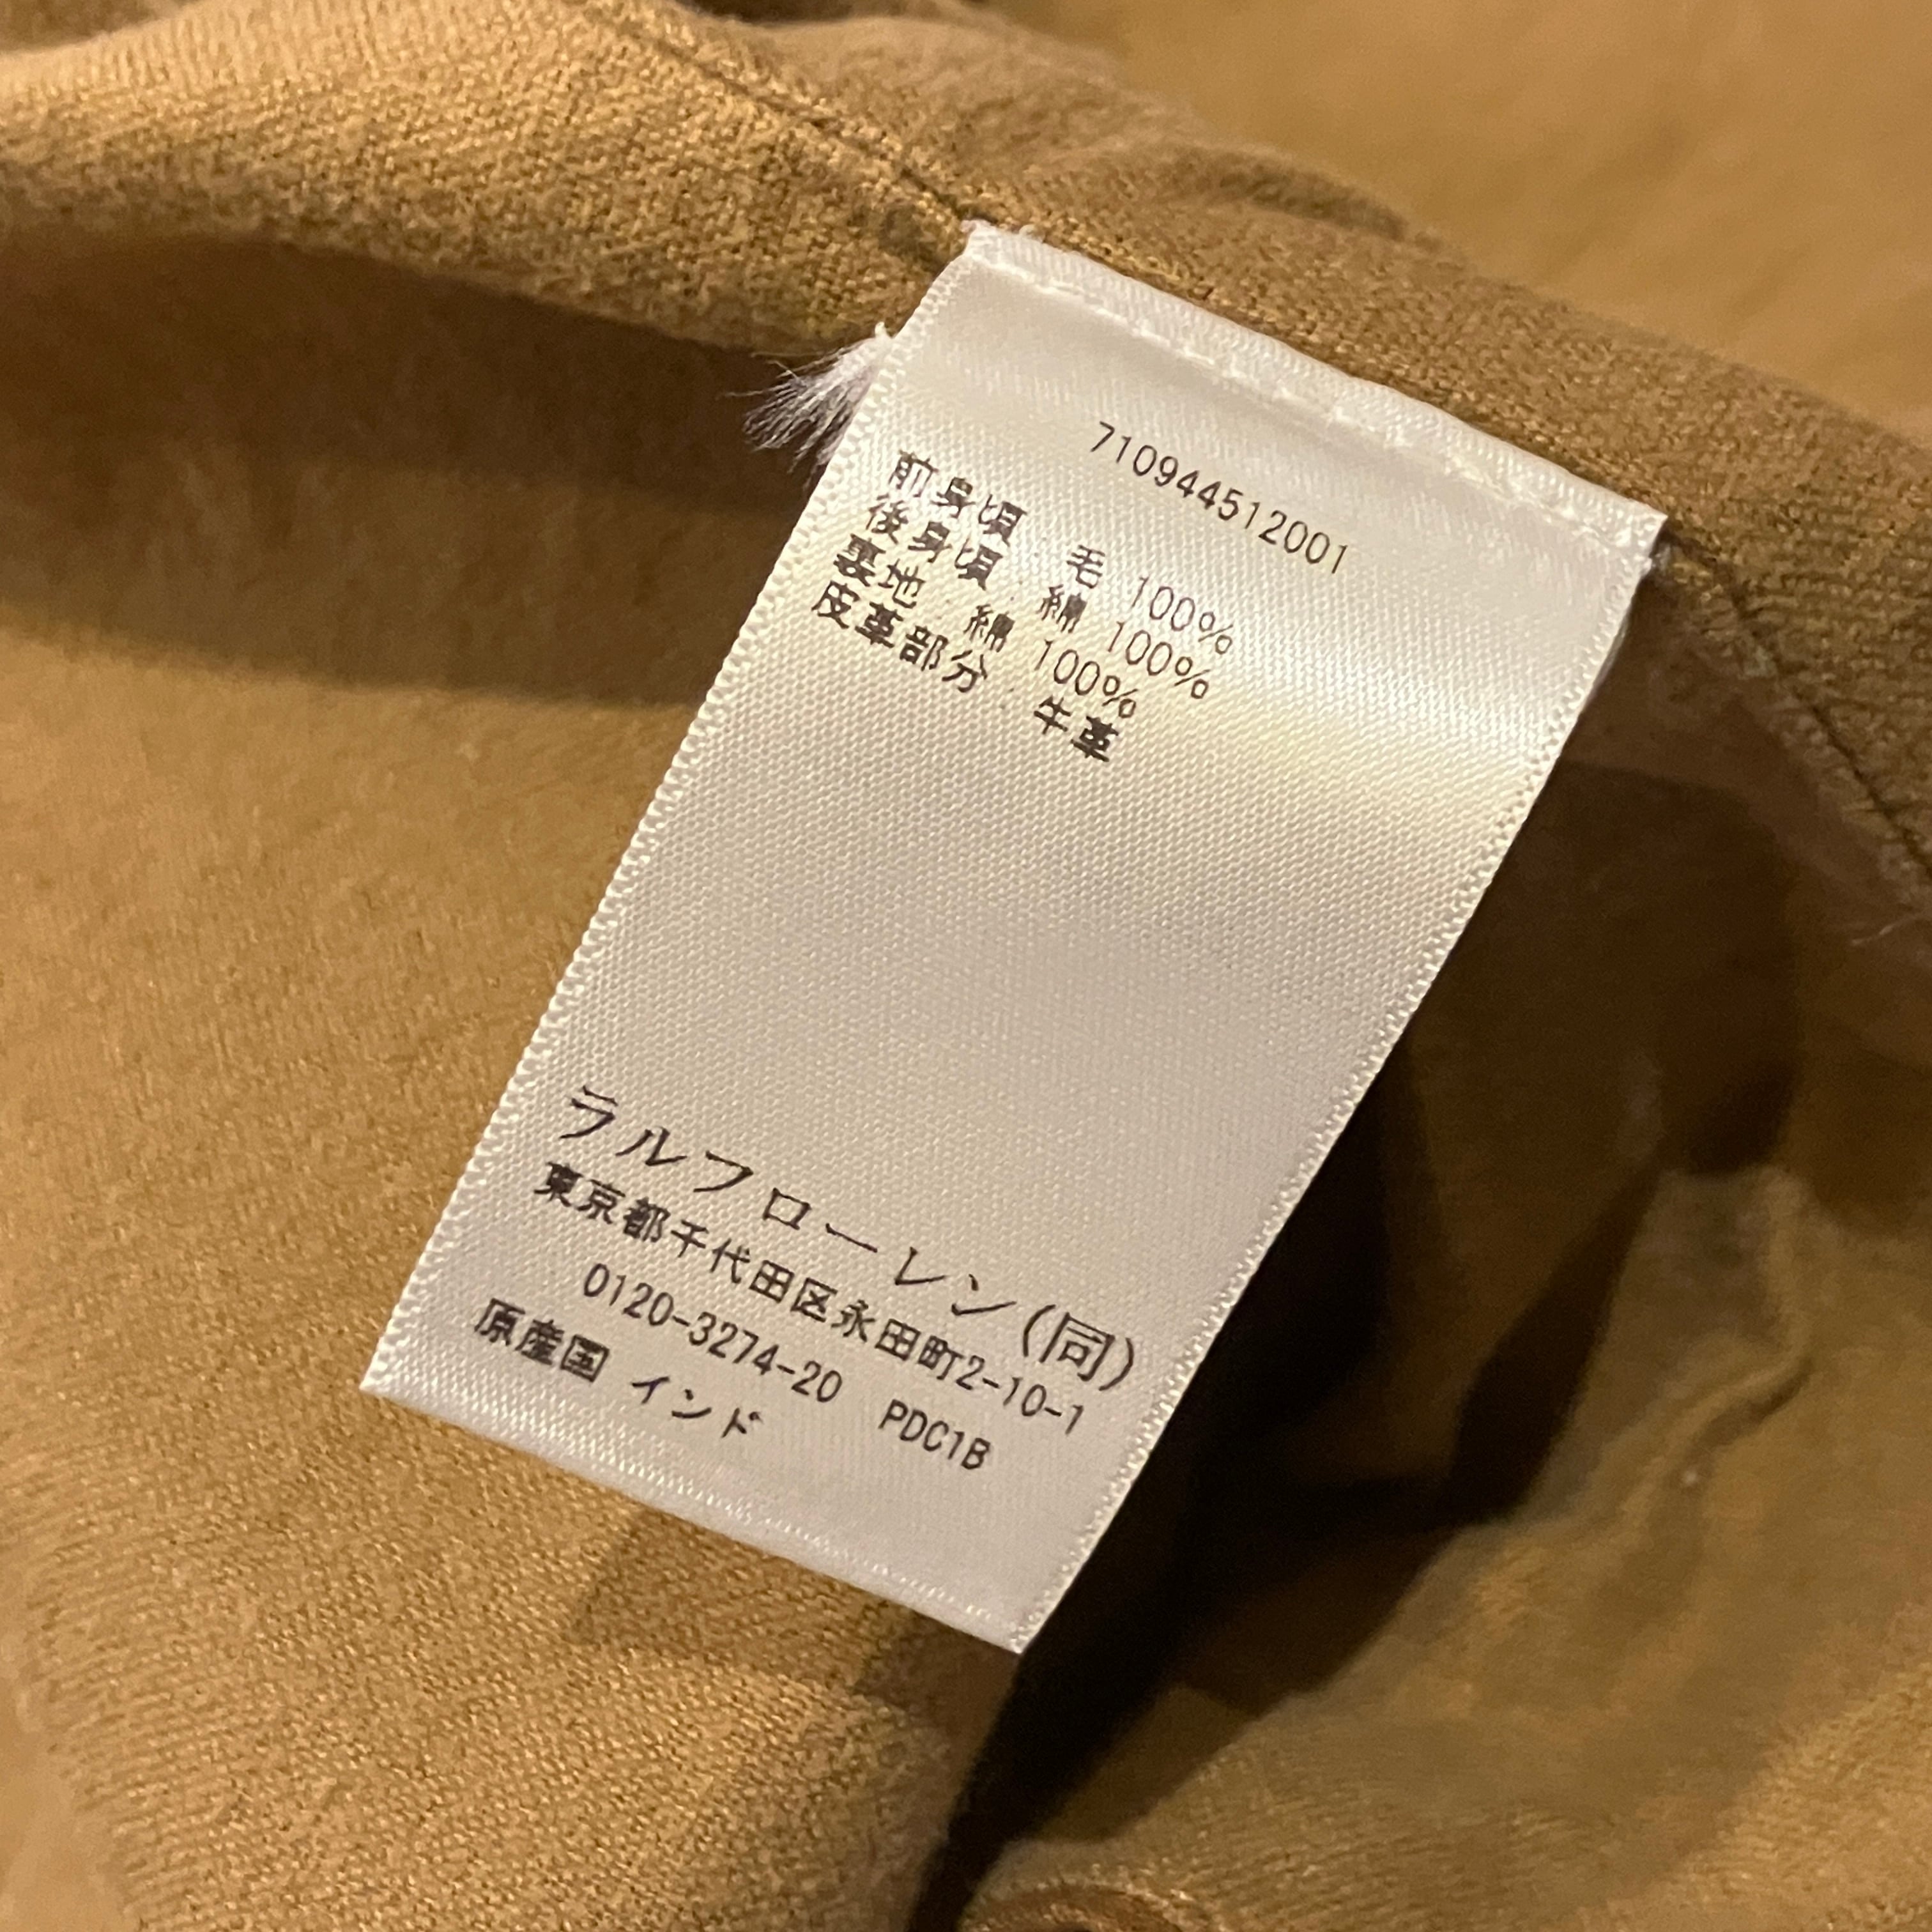 710944512001
前身頃 : 毛 100%
後身頃 : 綿 100%
裏地 : 綿 100%
皮革部分 : 牛革
ラルフローレン(同)
東京都千代田区永田町2-10-1
0120-3274-20 PDC1B
原産国 インド